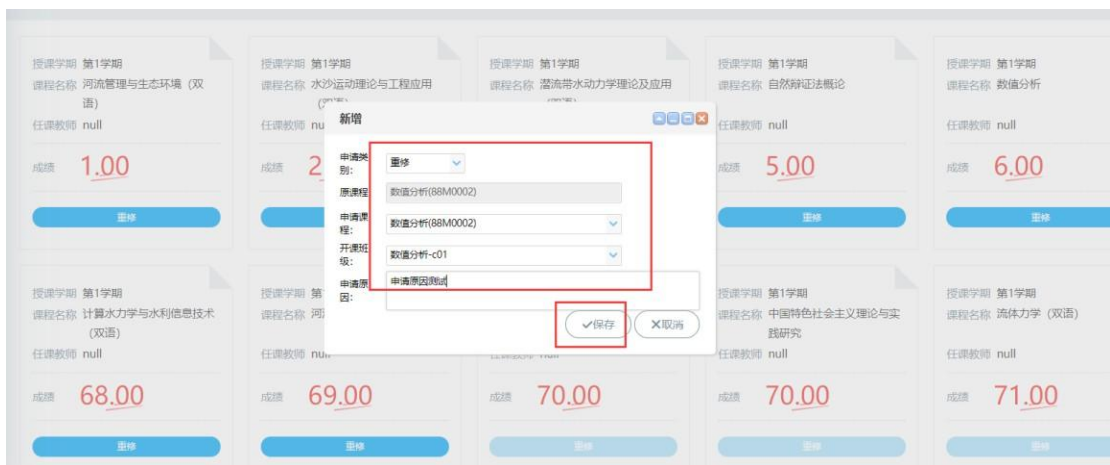 授课学期 第1学期
课程名称 河流管理与生态环境（双
语）
任课教师 null
成绩 1.00
重修
授课学期 第1学期
课程名称 水沙运动理论与工程应用
任课教师 nu
成绩 2
授课学期 第1学期
课程名称 潜流带水动力学理论及应用
授课学期 第1学期
课程名称 自然辩证法概论
任课教师 null
成绩 5.00
重修
授课学期 第1学期
课程名称 数值分析
任课教师 null
成绩 6.00
重修
新增
申请类
别：
重修
原课程
数值分析(88M0002)
申请课
程：
数值分析(88M0002)
开课班
级：
数值分析-c01
申请原
因：
申请原因测试
保存
取消
授课学期 第1学期
课程名称 计算水力学与水利信息技术
（双语）
任课教师 null
成绩 68.00
重修
授课学期 第
课程名称 河
任课教师 nu
成绩 69.00
重修
成绩 70.00
重修
授课学期 第1学期
课程名称 中国特色社会主义理论与实
践研究
任课教师 null
成绩 70.00
重修
授课学期 第1学期
课程名称 流体力学（双语）
任课教师 null
成绩 71.00
重修